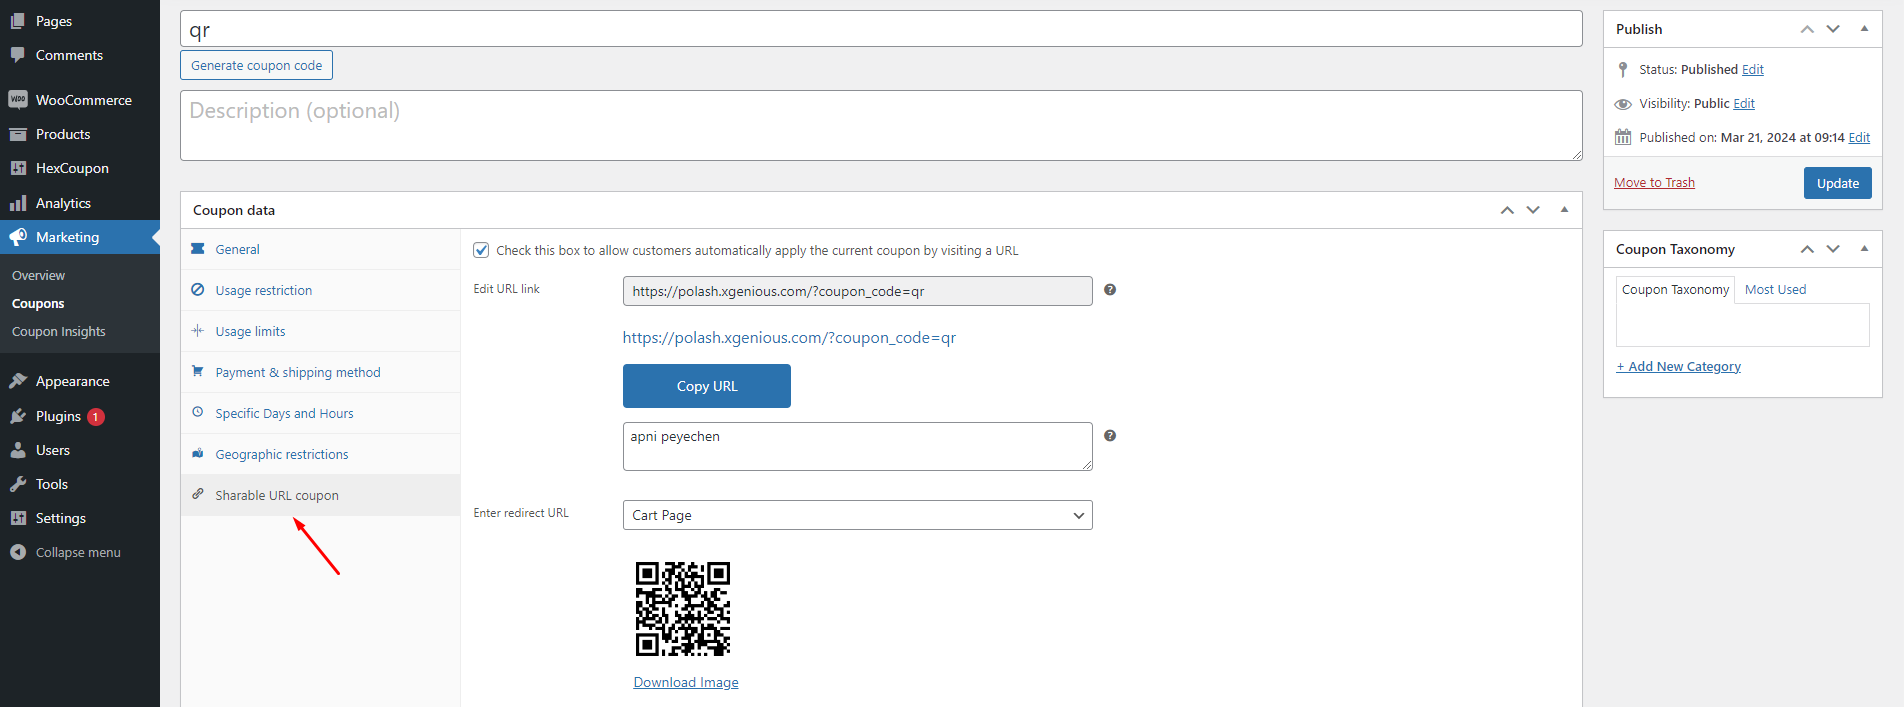 Pages
Comments
WooCommerce
Products
HexCoupon
Analytics
Marketing
Overview
Coupons
Coupon Insights
Appearance
Plugins 1
Users
Tools
Settings
Collapse menu
qr
Generate coupon code
Description (optional)
Coupon data
General
Usage restriction
Usage limits
Payment & shipping method
Specific Days and Hours
Geographic restrictions
Sharable URL coupon
Check this box to allow customers automatically apply the current coupon by visiting a URL
Edit URL link
https://polash.xgenious.com/?coupon_code=qr
https://polash.xgenious.com/?coupon_code=qr
Copy URL
apni peyechen
Enter redirect URL
Cart Page
Download Image
Publish
Status: Published Edit
Visibility: Public Edit
Published on: Mar 21, 2024 at 09:14 Edit
Move to Trash
Update
Coupon Taxonomy
Coupon Taxonomy
Most Used
+ Add New Category